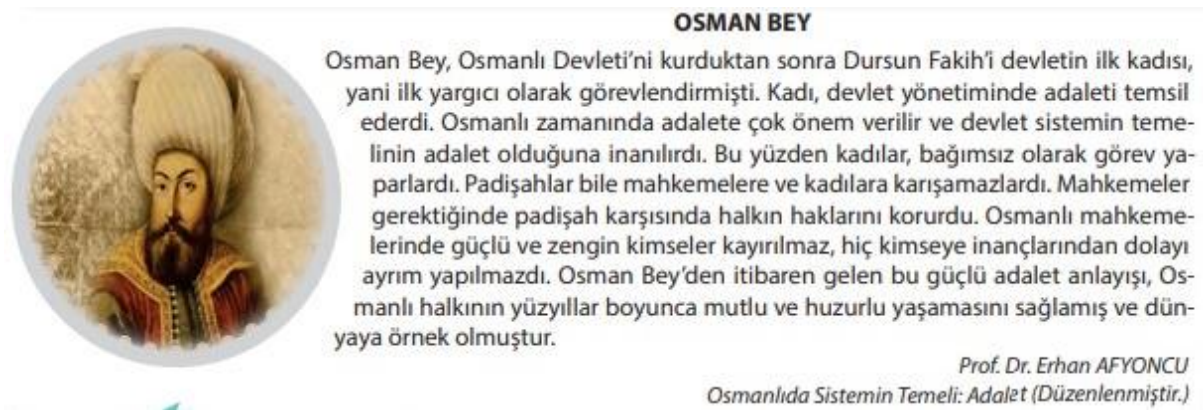 OSMAN BEY
Osman Bey, Osmanlı Devleti’ni kurduktan sonra Dursun Fakih’i devletin ilk kadısı,
yani ilk yargıcı olarak görevlendirmişti. Kadı, devlet yönetiminde adaleti temsil
ederdi. Osmanlı zamanında adalete çok önem verilir ve devlet sistemin teme-
linin adalet olduğuna inanılırdı. Bu yüzden kadılar, bağımsız olarak görev ya-
parlardı. Padişahlar bile mahkemelere ve kadılara karışamazlardı. Mahkemeler
gerektiğinde padişah karşısında halkın haklarını korurdu. Osmanlı mahkeme-
lerinde güçlü ve zengin kimseler kayırılmaz, hiç kimseye inançlarından dolayı
ayrım yapılmazdı. Osman Bey’den itibaren gelen bu güçlü adalet anlayışı, Os-
manlı halkının yüzyıllar boyunca mutlu ve huzurlu yaşamasını sağlamış ve dün-
yaya örnek olmuştur.
Prof. Dr. Erhan AFYONCU
Osmanlıda Sistemin Temeli: Adalet (Düzenlenmiştir.)